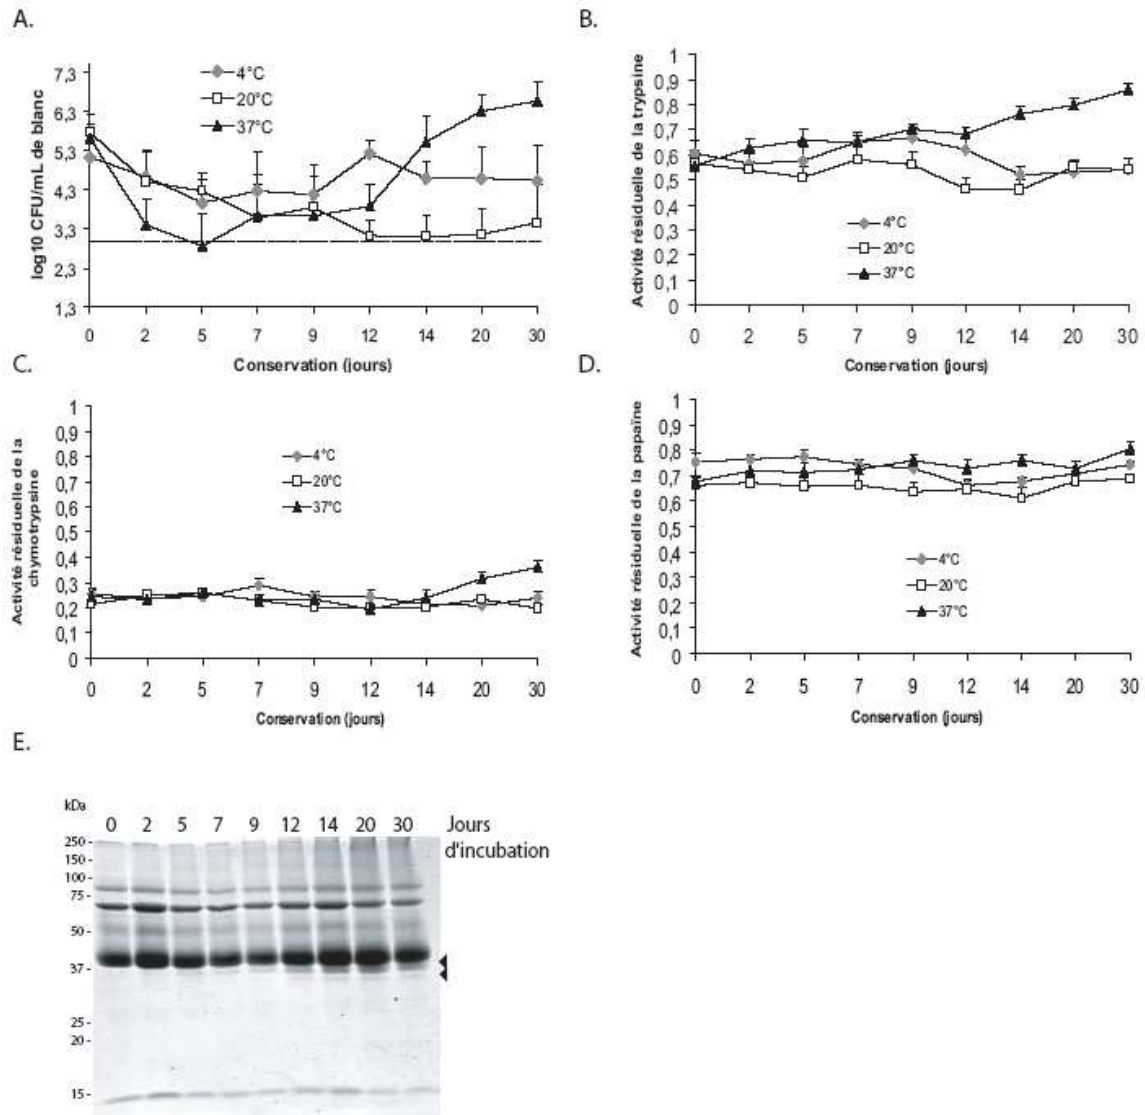 A.
log10 CFU/mL de blanc
7,3
6,3
5,3
4,3
3,3
2,3
1,3
4°C
20°C
37°C
0 2 5 7 9 12 14 20 30
Conservation (jours)
B.
Activité résiduelle de la trypsine
1
0,9
0,8
0,7
0,6
0,5
0,4
0,3
0,2
0,1
0
4°C
20°C
37°C
0 2 5 7 9 12 14 20 30
Conservation (jours)
C.
Activité résiduelle de la
chymotrypsine
1
0,9
0,8
0,7
0,6
0,5
0,4
0,3
0,2
0,1
0
4°C
20°C
37°C
0 2 5 7 9 12 14 20 30
Conservation (jours)
D.
Activité résiduelle de la papaïne
1
0,9
0,8
0,7
0,6
0,5
0,4
0,3
0,2
0,1
0
4°C
20°C
37°C
0 2 5 7 9 12 14 20 30
Conservation (jours)
E.
kDa
0 2 5 7 9 12 14 20 30 Jours
d'incubation
250 -
150 -
100 -
75 -
50 -
37 -
25 -
20 -
15 -